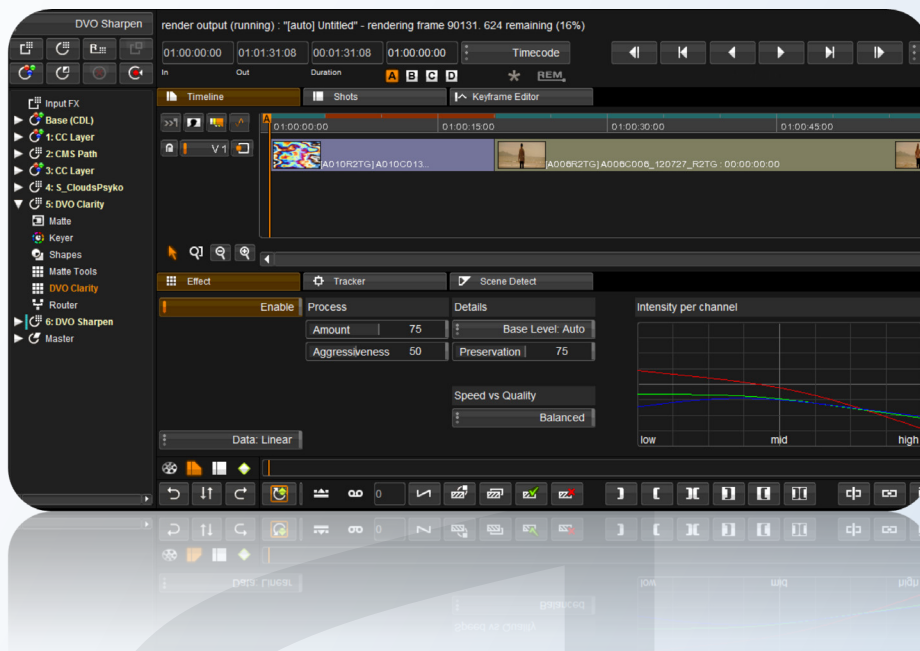 DVO Sharpen
render output (running) : "[auto] Untitled" - rendering frame 90131. 624 remaining (16%)
01:00:00:00 01:01:31:08 00:01:31:08 01:00:00:00 Timecode
In Out Duration A B C D REM
Timeline Shots Keyframe Editor
Input FX
Base (CDL)
1: CC Layer
2: CMS Path
3: CC Layer
4: S_CloudsPsyko
5: DVO Clarity
Matte
Keyer
Shapes
Matte Tools
DVO Clarity
Router
6: DVO Sharpen
Master
A
01:00:00:00 01:00:15:00 01:00:30:00 01:00:45:00
V 1
[A010R2TG] A010C013... [A006R2TG] A006C006_120727_R2TG : 00:00:00:00
Effect Tracker Scene Detect
Enable Process Details Intensity per channel
Amount 75 Base Level: Auto
Aggressiveness 50 Preservation 75
Speed vs Quality
Balanced
Data: Linear
low mid high
0